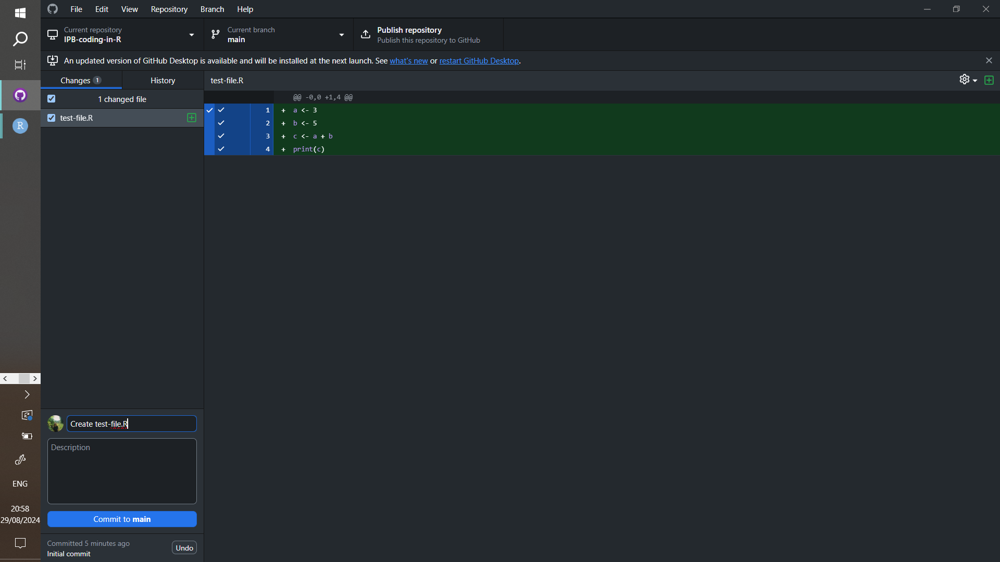 File Edit View Repository Branch Help
Current repository
IPB-coding-in-R
Current branch
main
Publish repository
Publish this repository to GitHub
An updated version of GitHub Desktop is available and will be installed at the next launch. See what's new or restart GitHub Desktop.
Changes 1
History
test-file.R
1 changed file
test-file.R
@@ -0,0 +1,4 @@
1 + a <- 3
2 + b <- 5
3 + c <- a + b
4 + print(c)
R
Create test-file.R
Description
Commit to main
Committed 5 minutes ago
Initial commit
Undo
ENG
20:58
29/08/2024